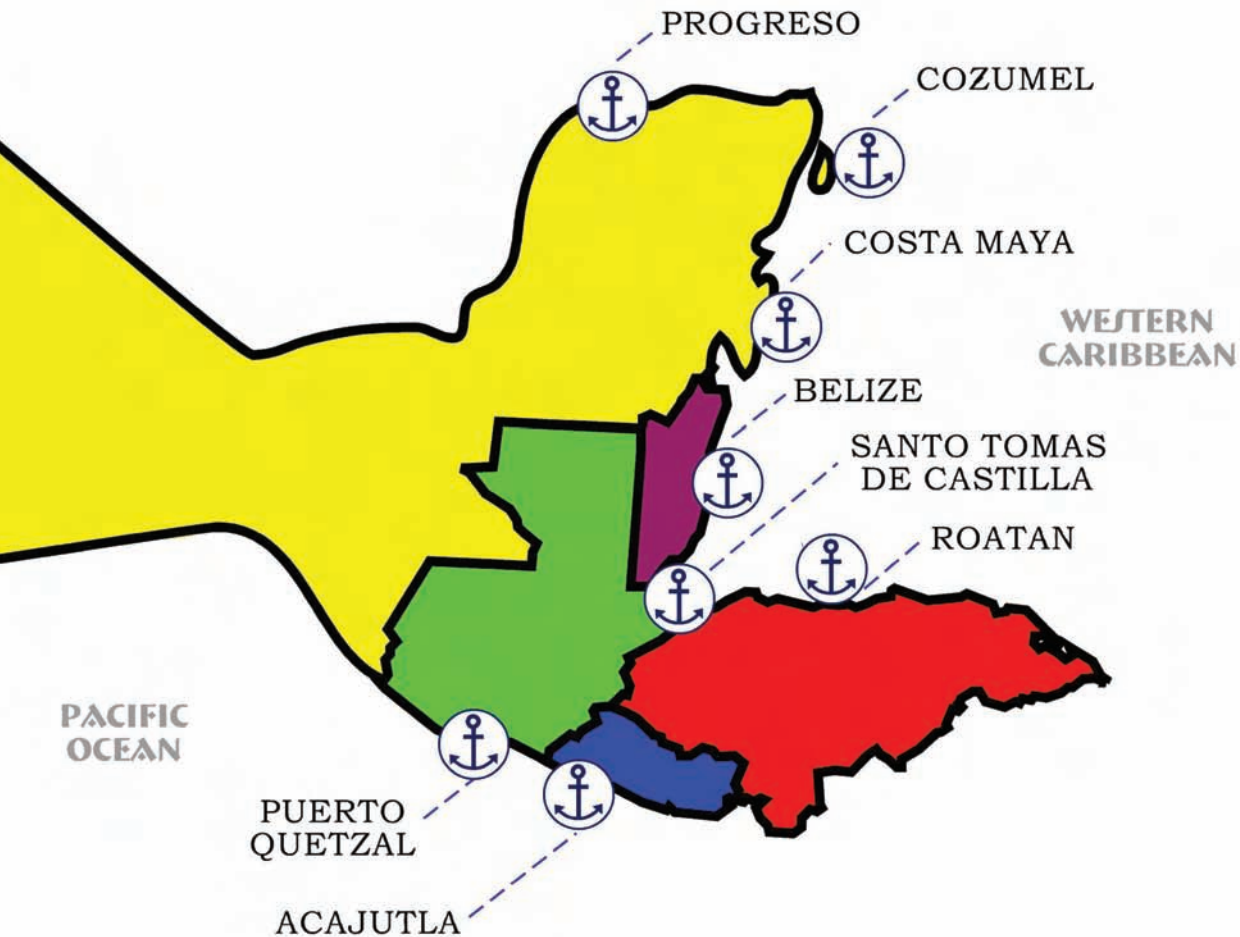 PROGRESO
COZUMEL
COSTA MAYA
WESTERN
CARIBBEAN
BELIZE
SANTO TOMAS
DE CASTILLA
ROATAN
PACIFIC
OCEAN
PUERTO
QUETZAL
ACAJUTLA